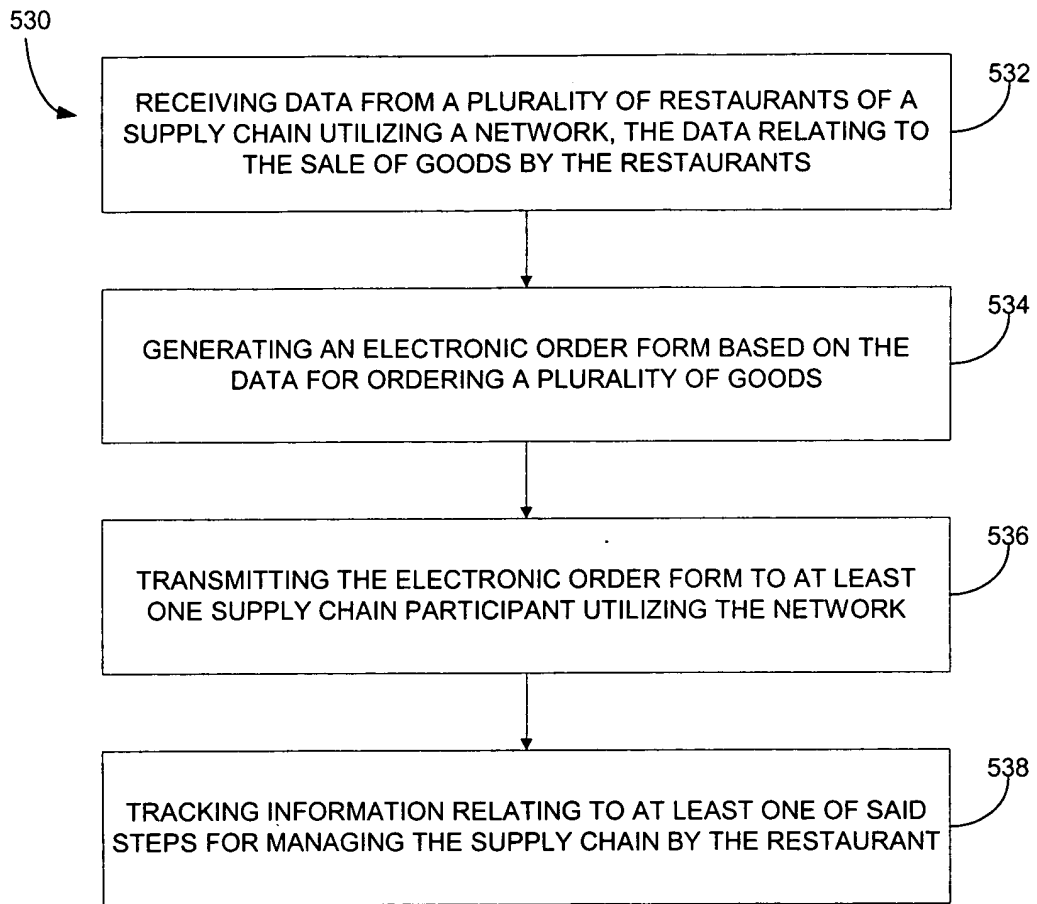 530
532
RECEIVING DATA FROM A PLURALITY OF RESTAURANTS OF A
SUPPLY CHAIN UTILIZING A NETWORK, THE DATA RELATING TO
THE SALE OF GOODS BY THE RESTAURANTS
534
GENERATING AN ELECTRONIC ORDER FORM BASED ON THE
DATA FOR ORDERING A PLURALITY OF GOODS
536
TRANSMITTING THE ELECTRONIC ORDER FORM TO AT LEAST
ONE SUPPLY CHAIN PARTICIPANT UTILIZING THE NETWORK
538
TRACKING INFORMATION RELATING TO AT LEAST ONE OF SAID
STEPS FOR MANAGING THE SUPPLY CHAIN BY THE RESTAURANT